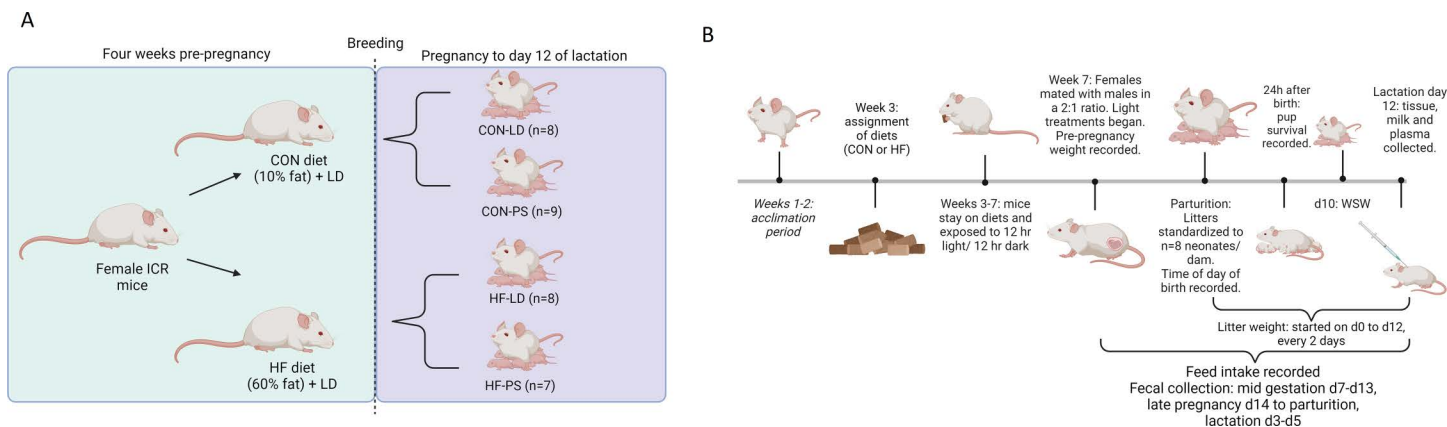 A
Four weeks pre-pregnancy
Breeding
Pregnancy to day 12 of lactation
CON diet
(10% fat) + LD
Female ICR
mice
HF diet
(60% fat) + LD
CON-LD (n=8)
CON-PS (n=9)
HF-LD (n=8)
HF-PS (n=7)
B
Week 3:
assignment
of diets
(CON or HF)
Week 7: Females
mated with males in
a 2:1 ratio. Light
treatments began.
Pre-pregnancy
weight recorded.
24h after
birth:
pup
survival
recorded.
Lactation day
12: tissue,
milk and
plasma
collected.
Weeks 1-2:
acclimation
period
Weeks 3-7: mice
stay on diets and
exposed to 12 hr
light/ 12 hr dark
Parturition:
Litters
standardized to
n=8 neonates/
dam.
Time of day of
birth recorded.
d10: WSW
Litter weight: started on d0 to d12,
every 2 days
Feed intake recorded
Fecal collection: mid gestation d7-d13,
late pregnancy d14 to parturition,
lactation d3-d5